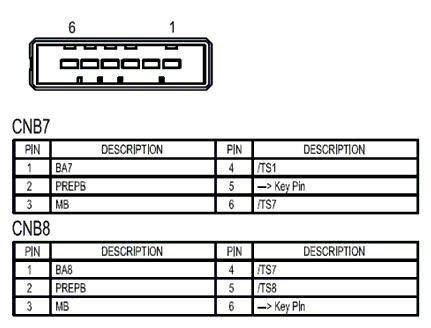 6 1
CNB7
PIN DESCRIPTION PIN DESCRIPTION
1 BA7 4 /TS1
2 PREPB 5 —> Key Pin
3 MB 6 /TS7
CNB8
PIN DESCRIPTION PIN DESCRIPTION
1 BA8 4 /TS7
2 PREPB 5 /TS8
3 MB 6 —> Key Pin